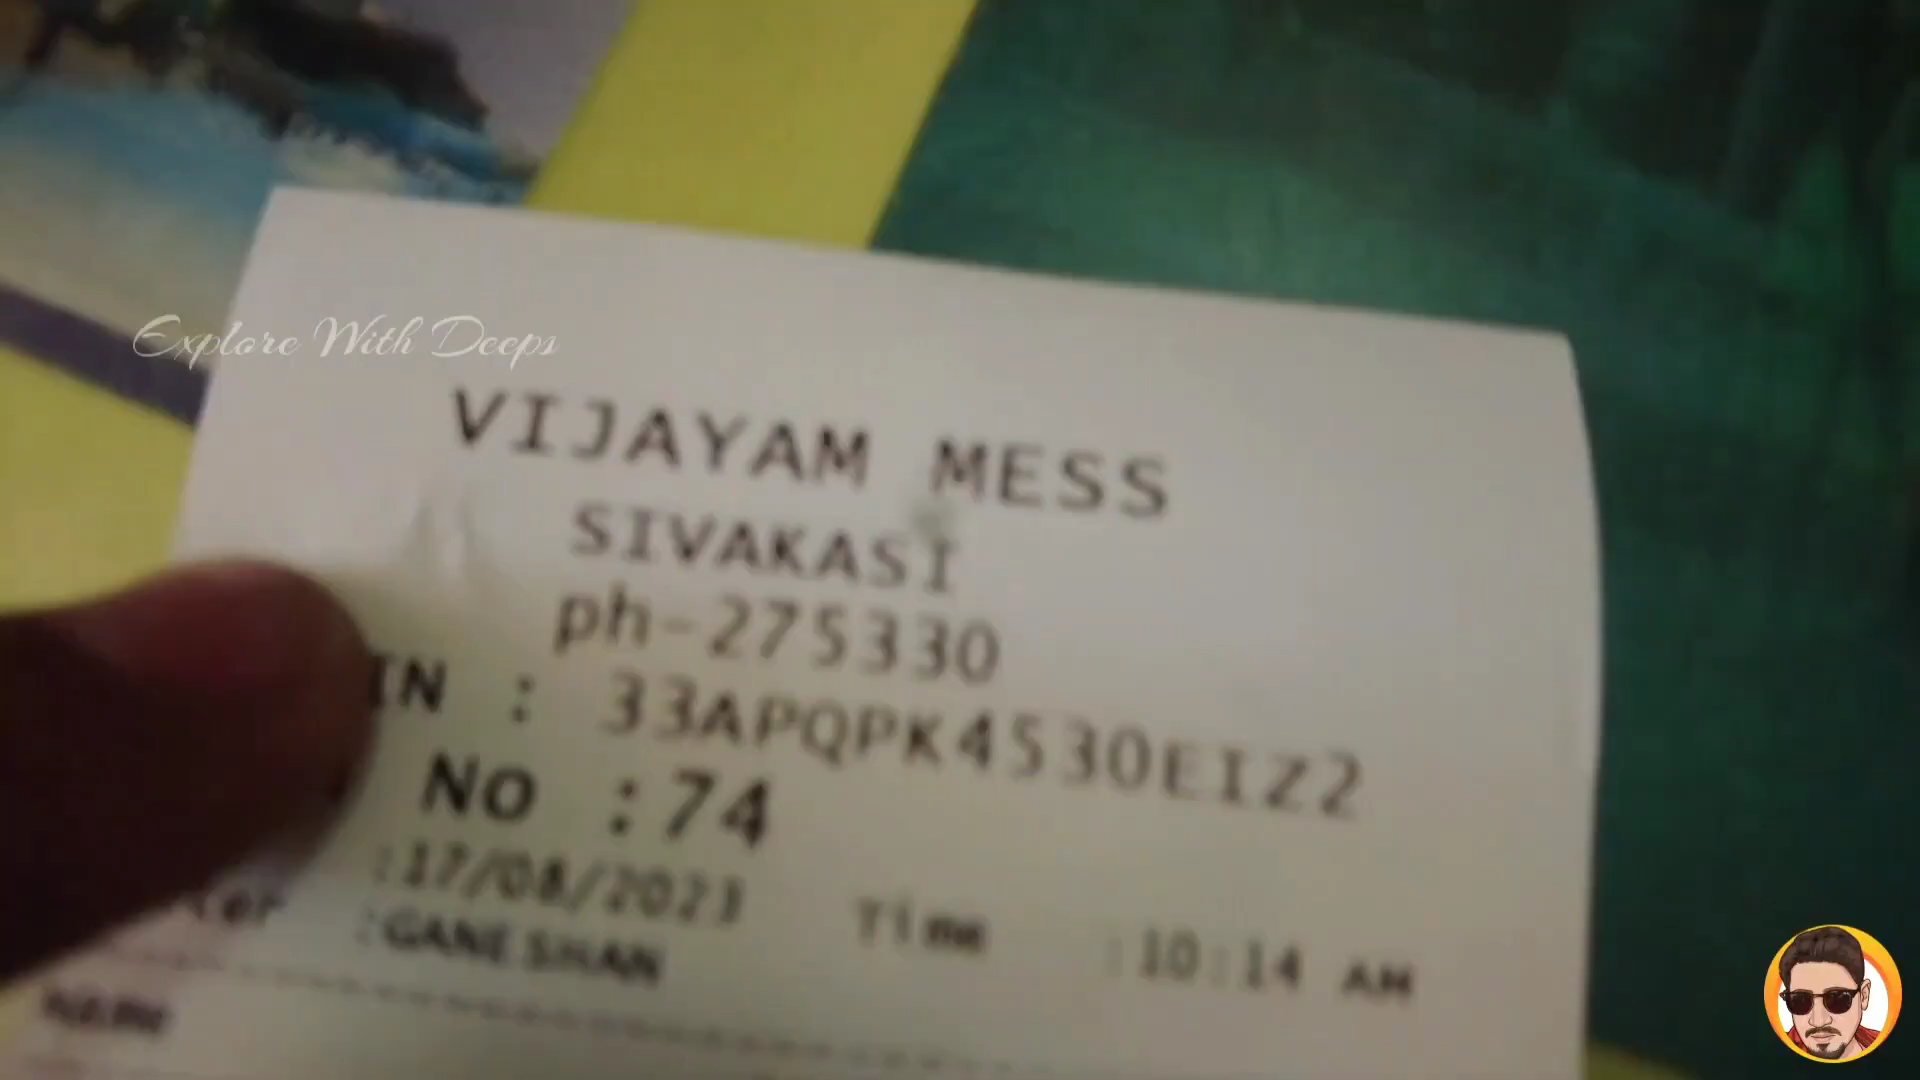 Explore With Deeps
VIJAYAM MESS
SIVAKASI
ph-275330
IN : 33APQPK4530EIZ2
NO :74
:17/08/2023 Time :10:14 AM
:GANESHAN